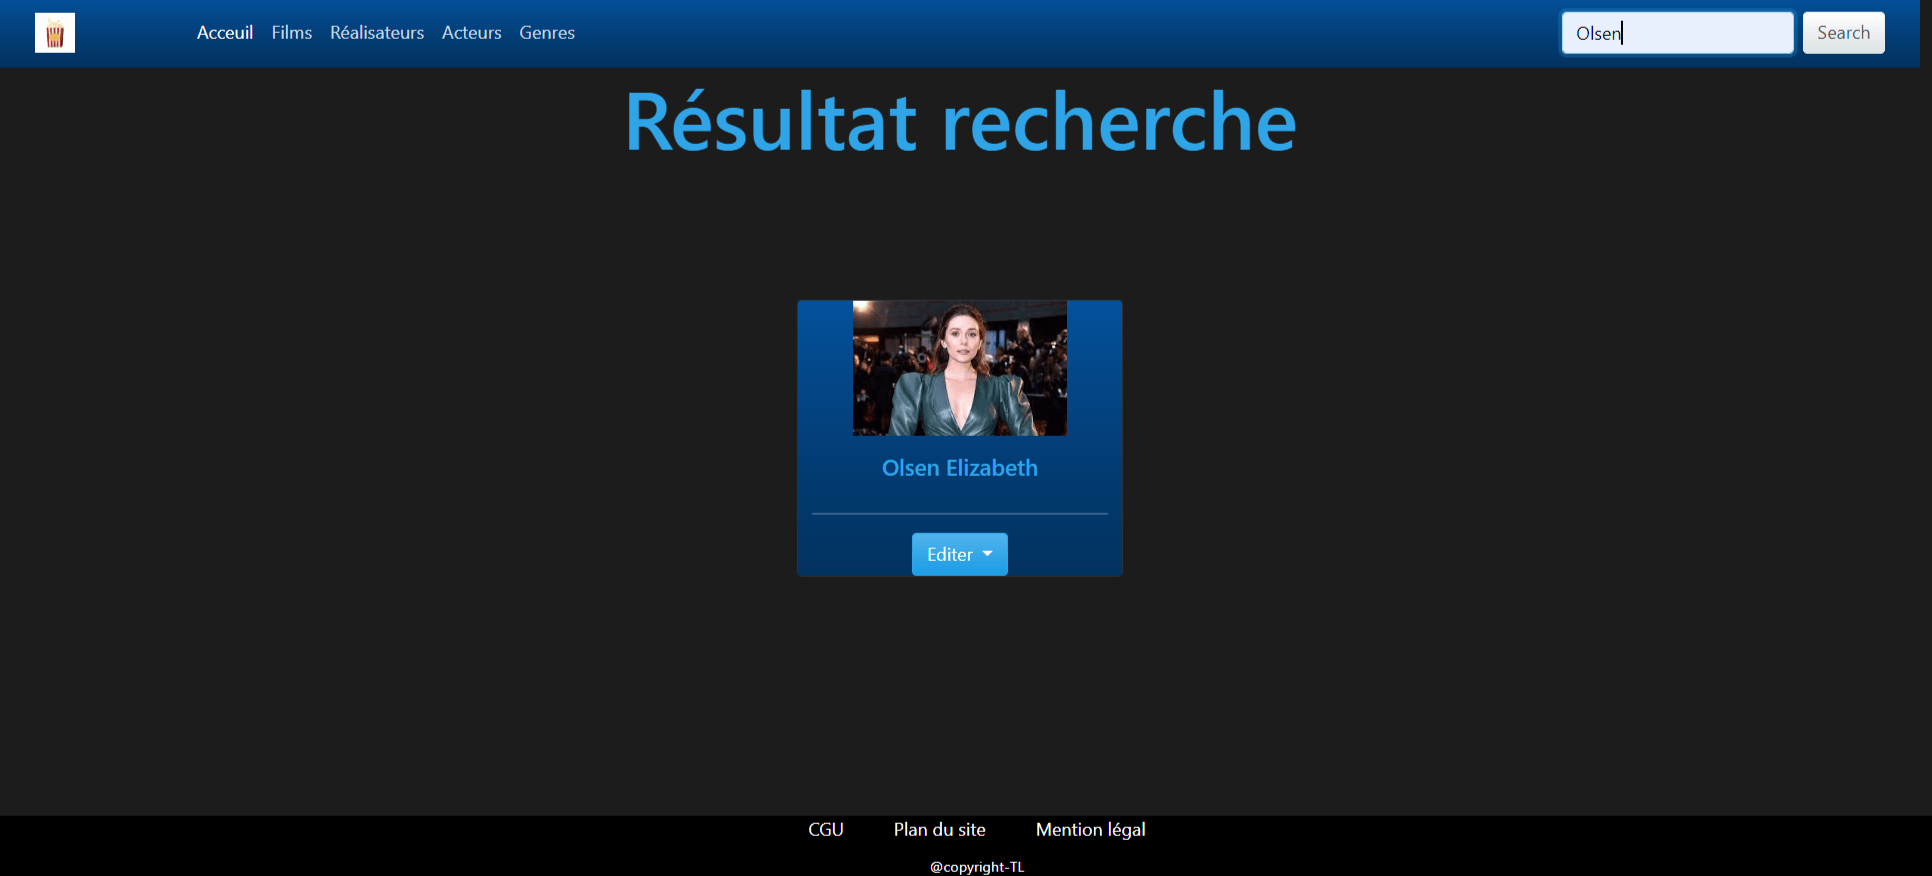 Acceuil Films Réalisateurs Acteurs Genres Olsen Search
Résultat recherche
Olsen Elizabeth
Editer
CGU Plan du site Mention légal
@copyright-TL